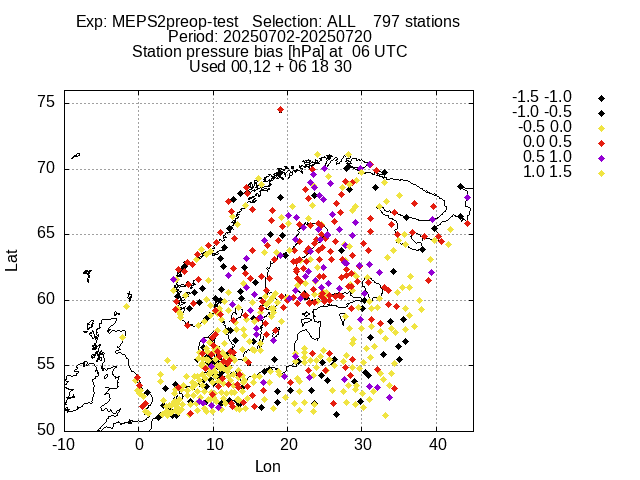 Exp: MEPS2preop-test   Selection: ALL    797 stations
Period: 20250702-20250720
Station pressure bias [hPa] at  06 UTC
Used 00,12 + 06 18 30
-1.5 -1.0
-1.0 -0.5
-0.5 0.0
0.0 0.5
0.5 1.0
1.0 1.5
75
70
65
60
55
50
Lat
-10 0 10 20 30 40
Lon